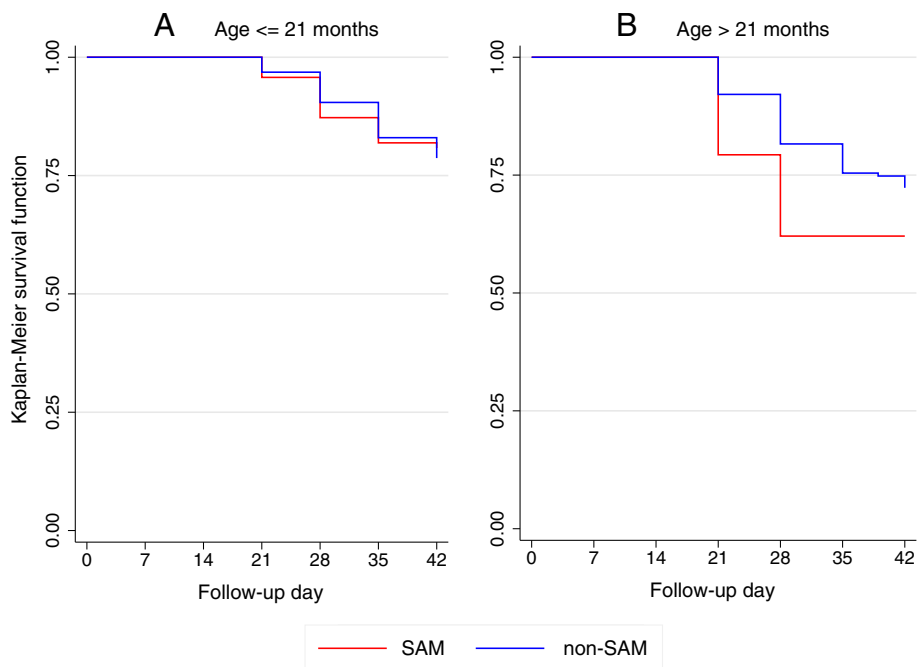 A Age <= 21 months
B Age > 21 months
Kaplan-Meier survival function
1.00
0.75
0.50
0.25
0.00
0 7 14 21 28 35 42
Follow-up day
1.00
0.75
0.50
0.25
0.00
0 7 14 21 28 35 42
Follow-up day
SAM non-SAM